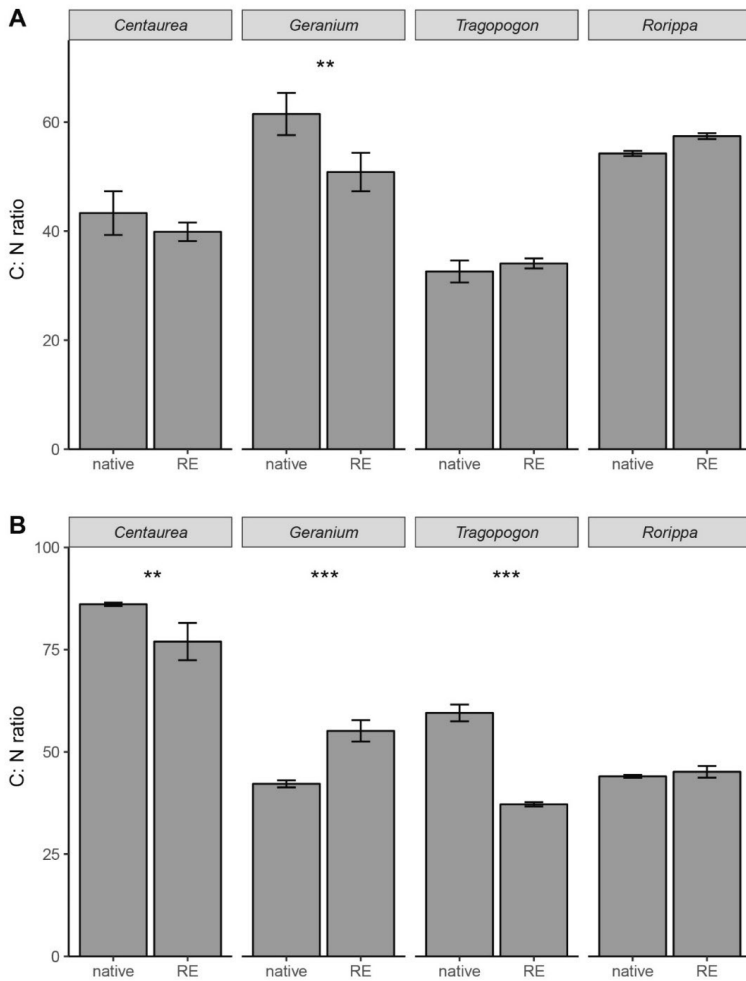 A
Centaurea Geranium Tragopogon Rorippa
**
60
40
20
0
C: N ratio
native RE native RE native RE native RE
B
Centaurea Geranium Tragopogon Rorippa
100
** *** ***
75
50
25
0
C: N ratio
native RE native RE native RE native RE